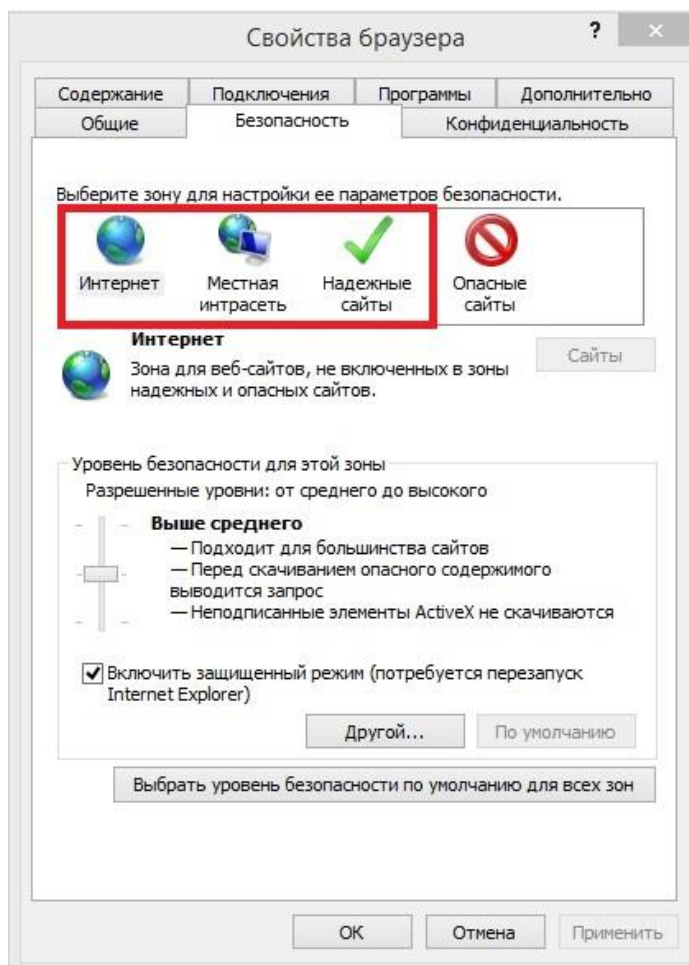 Свойства браузера
?
×
Содержание Подключения Программы Дополнительно
Общие Безопасность Конфиденциальность
Выберите зону для настройки ее параметров безопасности.
Интернет Местная интрасеть Надежные сайты Опасные сайты
Интернет
Зона для веб-сайтов, не включенных в зоны
надежных и опасных сайтов.
Сайты
Уровень безопасности для этой зоны
Разрешенные уровни: от среднего до высокого
Выше среднего
— Подходит для большинства сайтов
— Перед скачиванием опасного содержимого
выводится запрос
— Неподписанные элементы ActiveX не скачиваются
Включить защищенный режим (потребуется перезапуск
Internet Explorer)
Другой... По умолчанию
Выбрать уровень безопасности по умолчанию для всех зон
ОК Отмена Применить